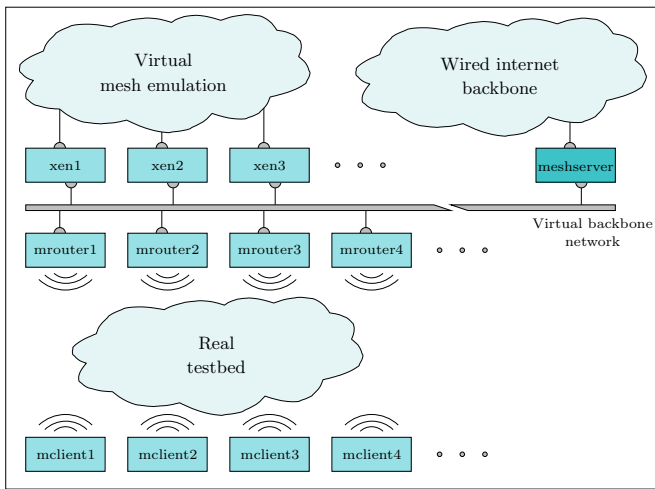 Virtual
mesh emulation
Wired internet
backbone
xen1
xen2
xen3
meshserver
Virtual backbone
network
mrouter1
mrouter2
mrouter3
mrouter4
Real
testbed
mclient1
mclient2
mclient3
mclient4